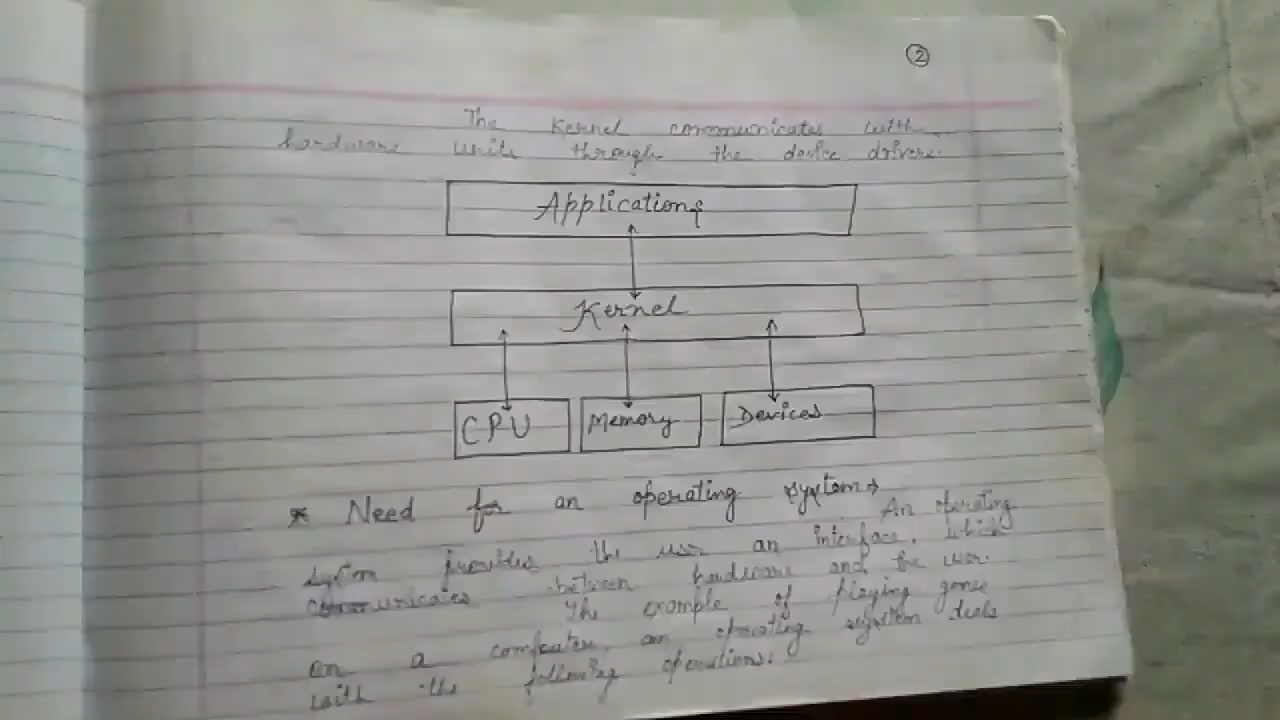 2
The Kernel communicates with
hardware units through the device drivers.
Applications
Kernel
CPU
Memory
Devices
* Need for an operating system→
An operating
system provides the user an interface, which
communicates between hardware and the user.
The example of playing game
on a computer, an operating system deals
with the following operations: